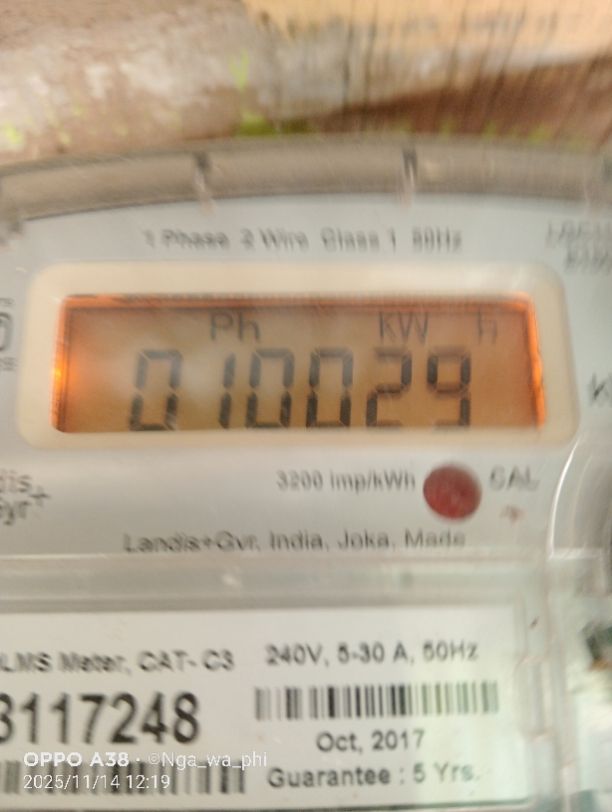 1 Phase 2 Wire Class 1 50Hz
Ph kW h
010029
3200 imp/kWh CAL
Landis+Gyr, India, Joka, Made
LMS Meter, CAT- C3 240V, 5-30 A, 50Hz
3117248
Oct, 2017
Guarantee : 5 Yrs.
OPPO A38 · ©Nga_wa_phi
2025/11/14 12:19